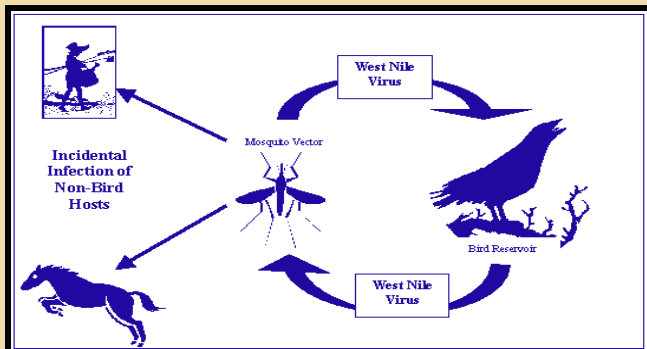 West Nile
Virus
Mosquito Vector
Incidental
Infection of
Non-Bird
Hosts
Bird Reservoir
West Nile
Virus